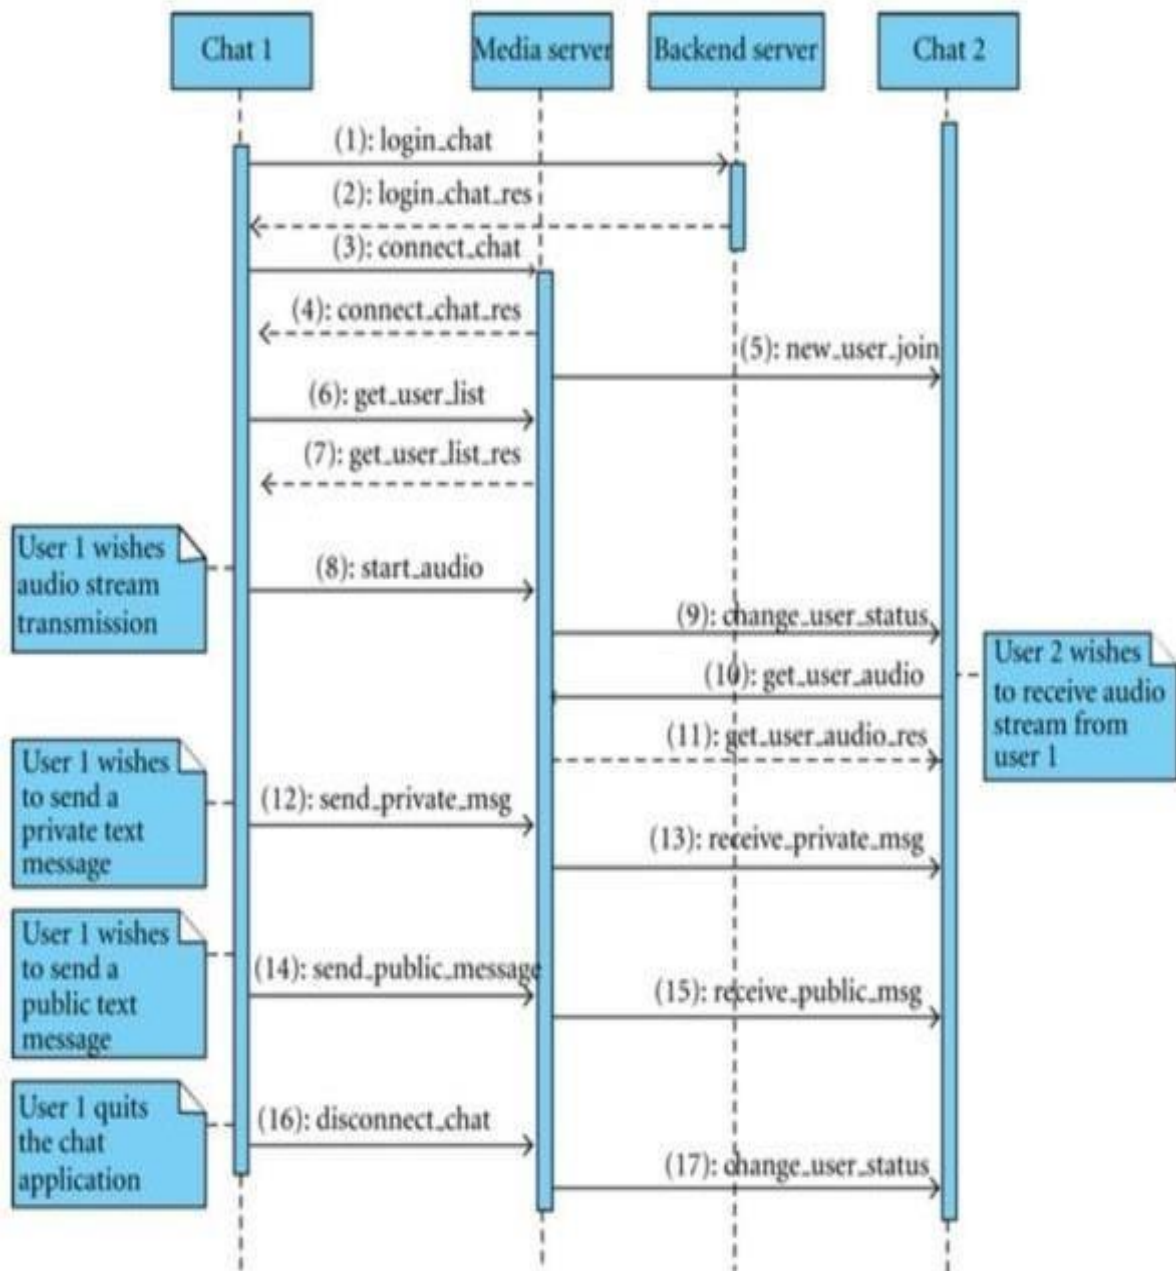 Chat 1
Media server
Backend server
Chat 2
(1): login_chat
(2): login_chat_res
(3): connect_chat
(4): connect_chat_res
(5): new_user_join
(6): get_user_list
(7): get_user_list_res
User 1 wishes
audio stream
transmission
(8): start_audio
(9): change_user_status
(10): get_user_audio
User 2 wishes
to receive audio
stream from
user 1
(11): get_user_audio_res
User 1 wishes
to send a
private text
message
(12): send_private_msg
(13): receive_private_msg
User 1 wishes
to send a
public text
message
(14): send_public_message
(15): receive_public_msg
User 1 quits
the chat
application
(16): disconnect_chat
(17): change_user_status